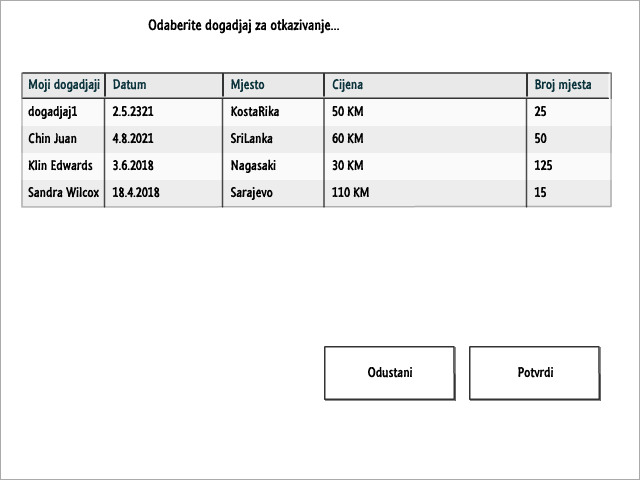 Odaberite dogadjaj za otkazivanje...
Moji dogadjaji Datum Mjesto Cijena Broj mjesta
dogadjaj1 2.5.2321 KostaRika 50 KM 25
Chin Juan 4.8.2021 SriLanka 60 KM 50
Klin Edwards 3.6.2018 Nagasaki 30 KM 125
Sandra Wilcox 18.4.2018 Sarajevo 110 KM 15
Odustani Potvrdi